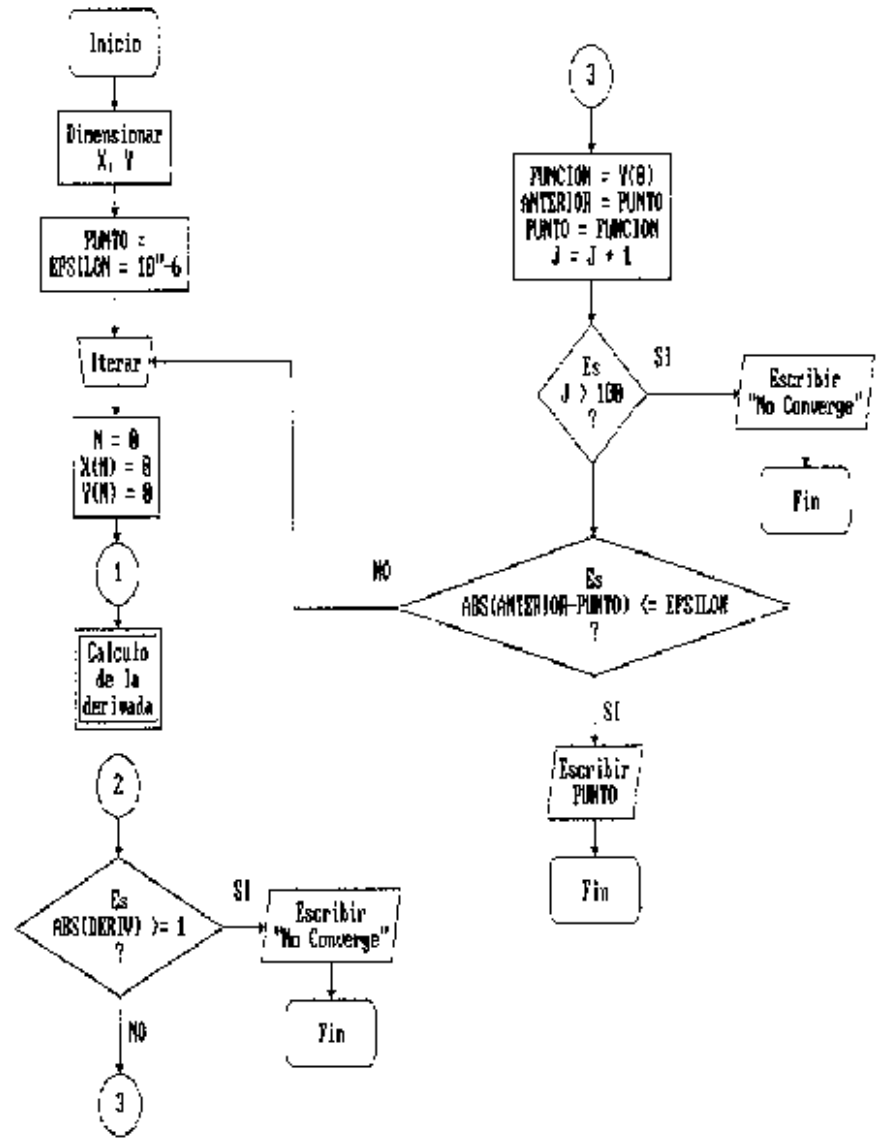 Inicio
Dimensionar
X, Y
PUNTO =
EPSILON = 10^-6
Iterar
N = 0
X(N) = 0
Y(N) = 0
1
Calculo
de la
derivada
2
Es
ABS(DERIV) >= 1
?
SI
Escribir
"No Converge"
Fin
NO
3
3
FUNCION = Y(0)
ANTERIOR = PUNTO
PUNTO = FUNCION
J = J + 1
Es
J > 100
?
SI
Escribir
"No Converge"
Fin
NO
Es
ABS(ANTERIOR-PUNTO) <= EPSILON
?
SI
Escribir
PUNTO
Fin